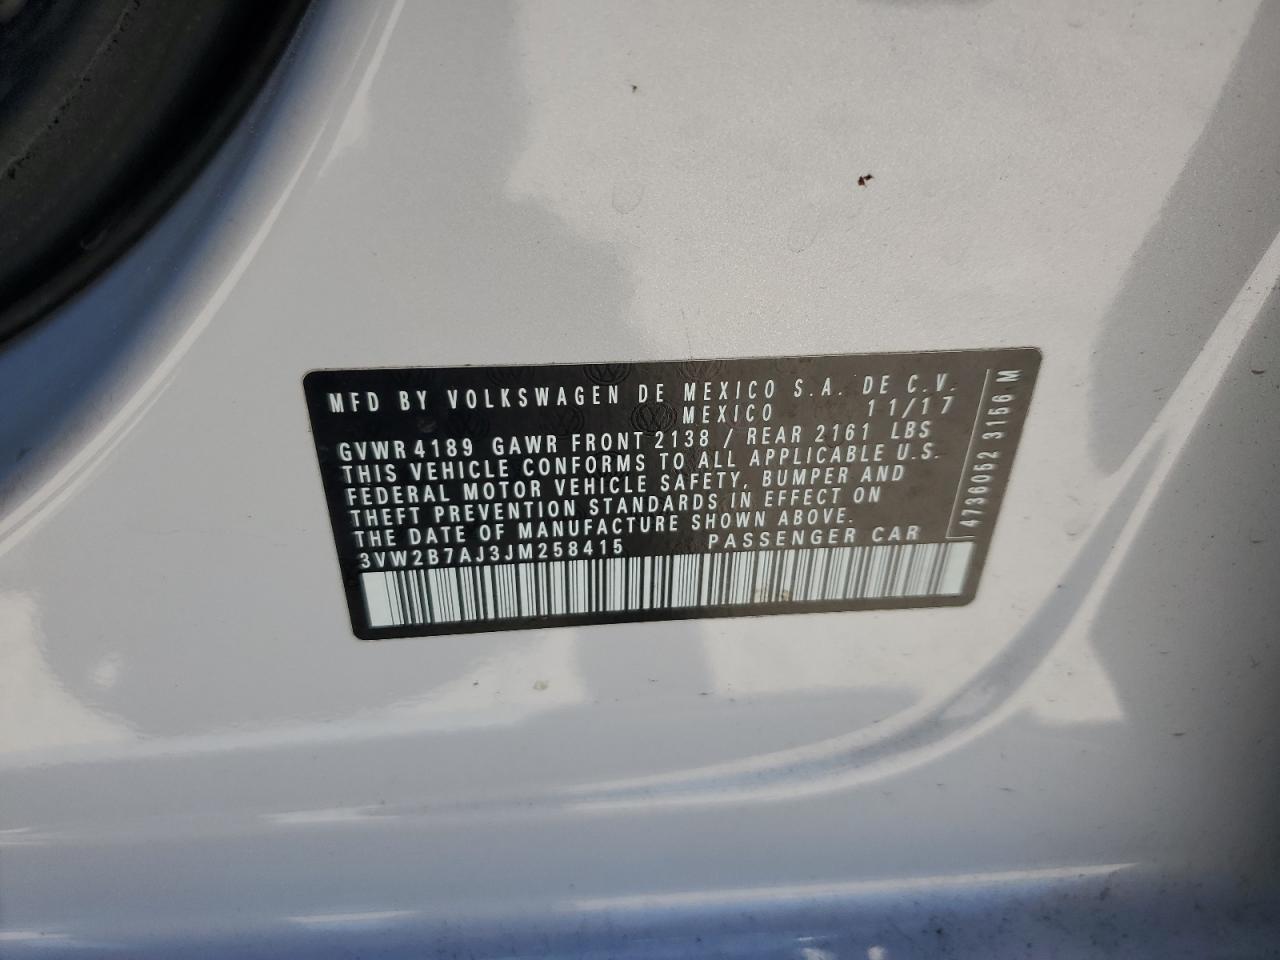 MFD BY VOLKSWAGEN DE MEXICO S.A. DE C.V.
MEXICO 11/17
GVWR 4189 GAWR FRONT 2138 / REAR 2161 LBS
THIS VEHICLE CONFORMS TO ALL APPLICABLE U.S.
FEDERAL MOTOR VEHICLE SAFETY, BUMPER AND
THEFT PREVENTION STANDARDS IN EFFECT ON
THE DATE OF MANUFACTURE SHOWN ABOVE.
3VW2B7AJ3JM258415 PASSENGER CAR
4736052 3156 M